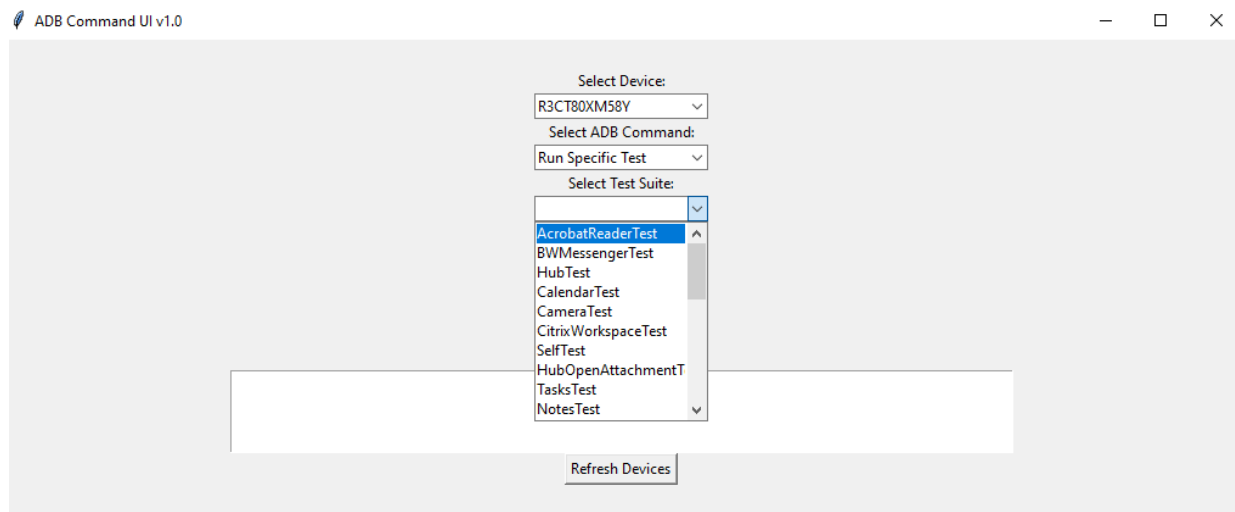 ADB Command UI v1.0
Select Device:
R3CT80XM58Y
Select ADB Command:
Run Specific Test
Select Test Suite:
AcrobatReaderTest
BWMessengerTest
HubTest
CalendarTest
CameraTest
CitrixWorkspaceTest
SelfTest
HubOpenAttachmentT
TasksTest
NotesTest
Refresh Devices